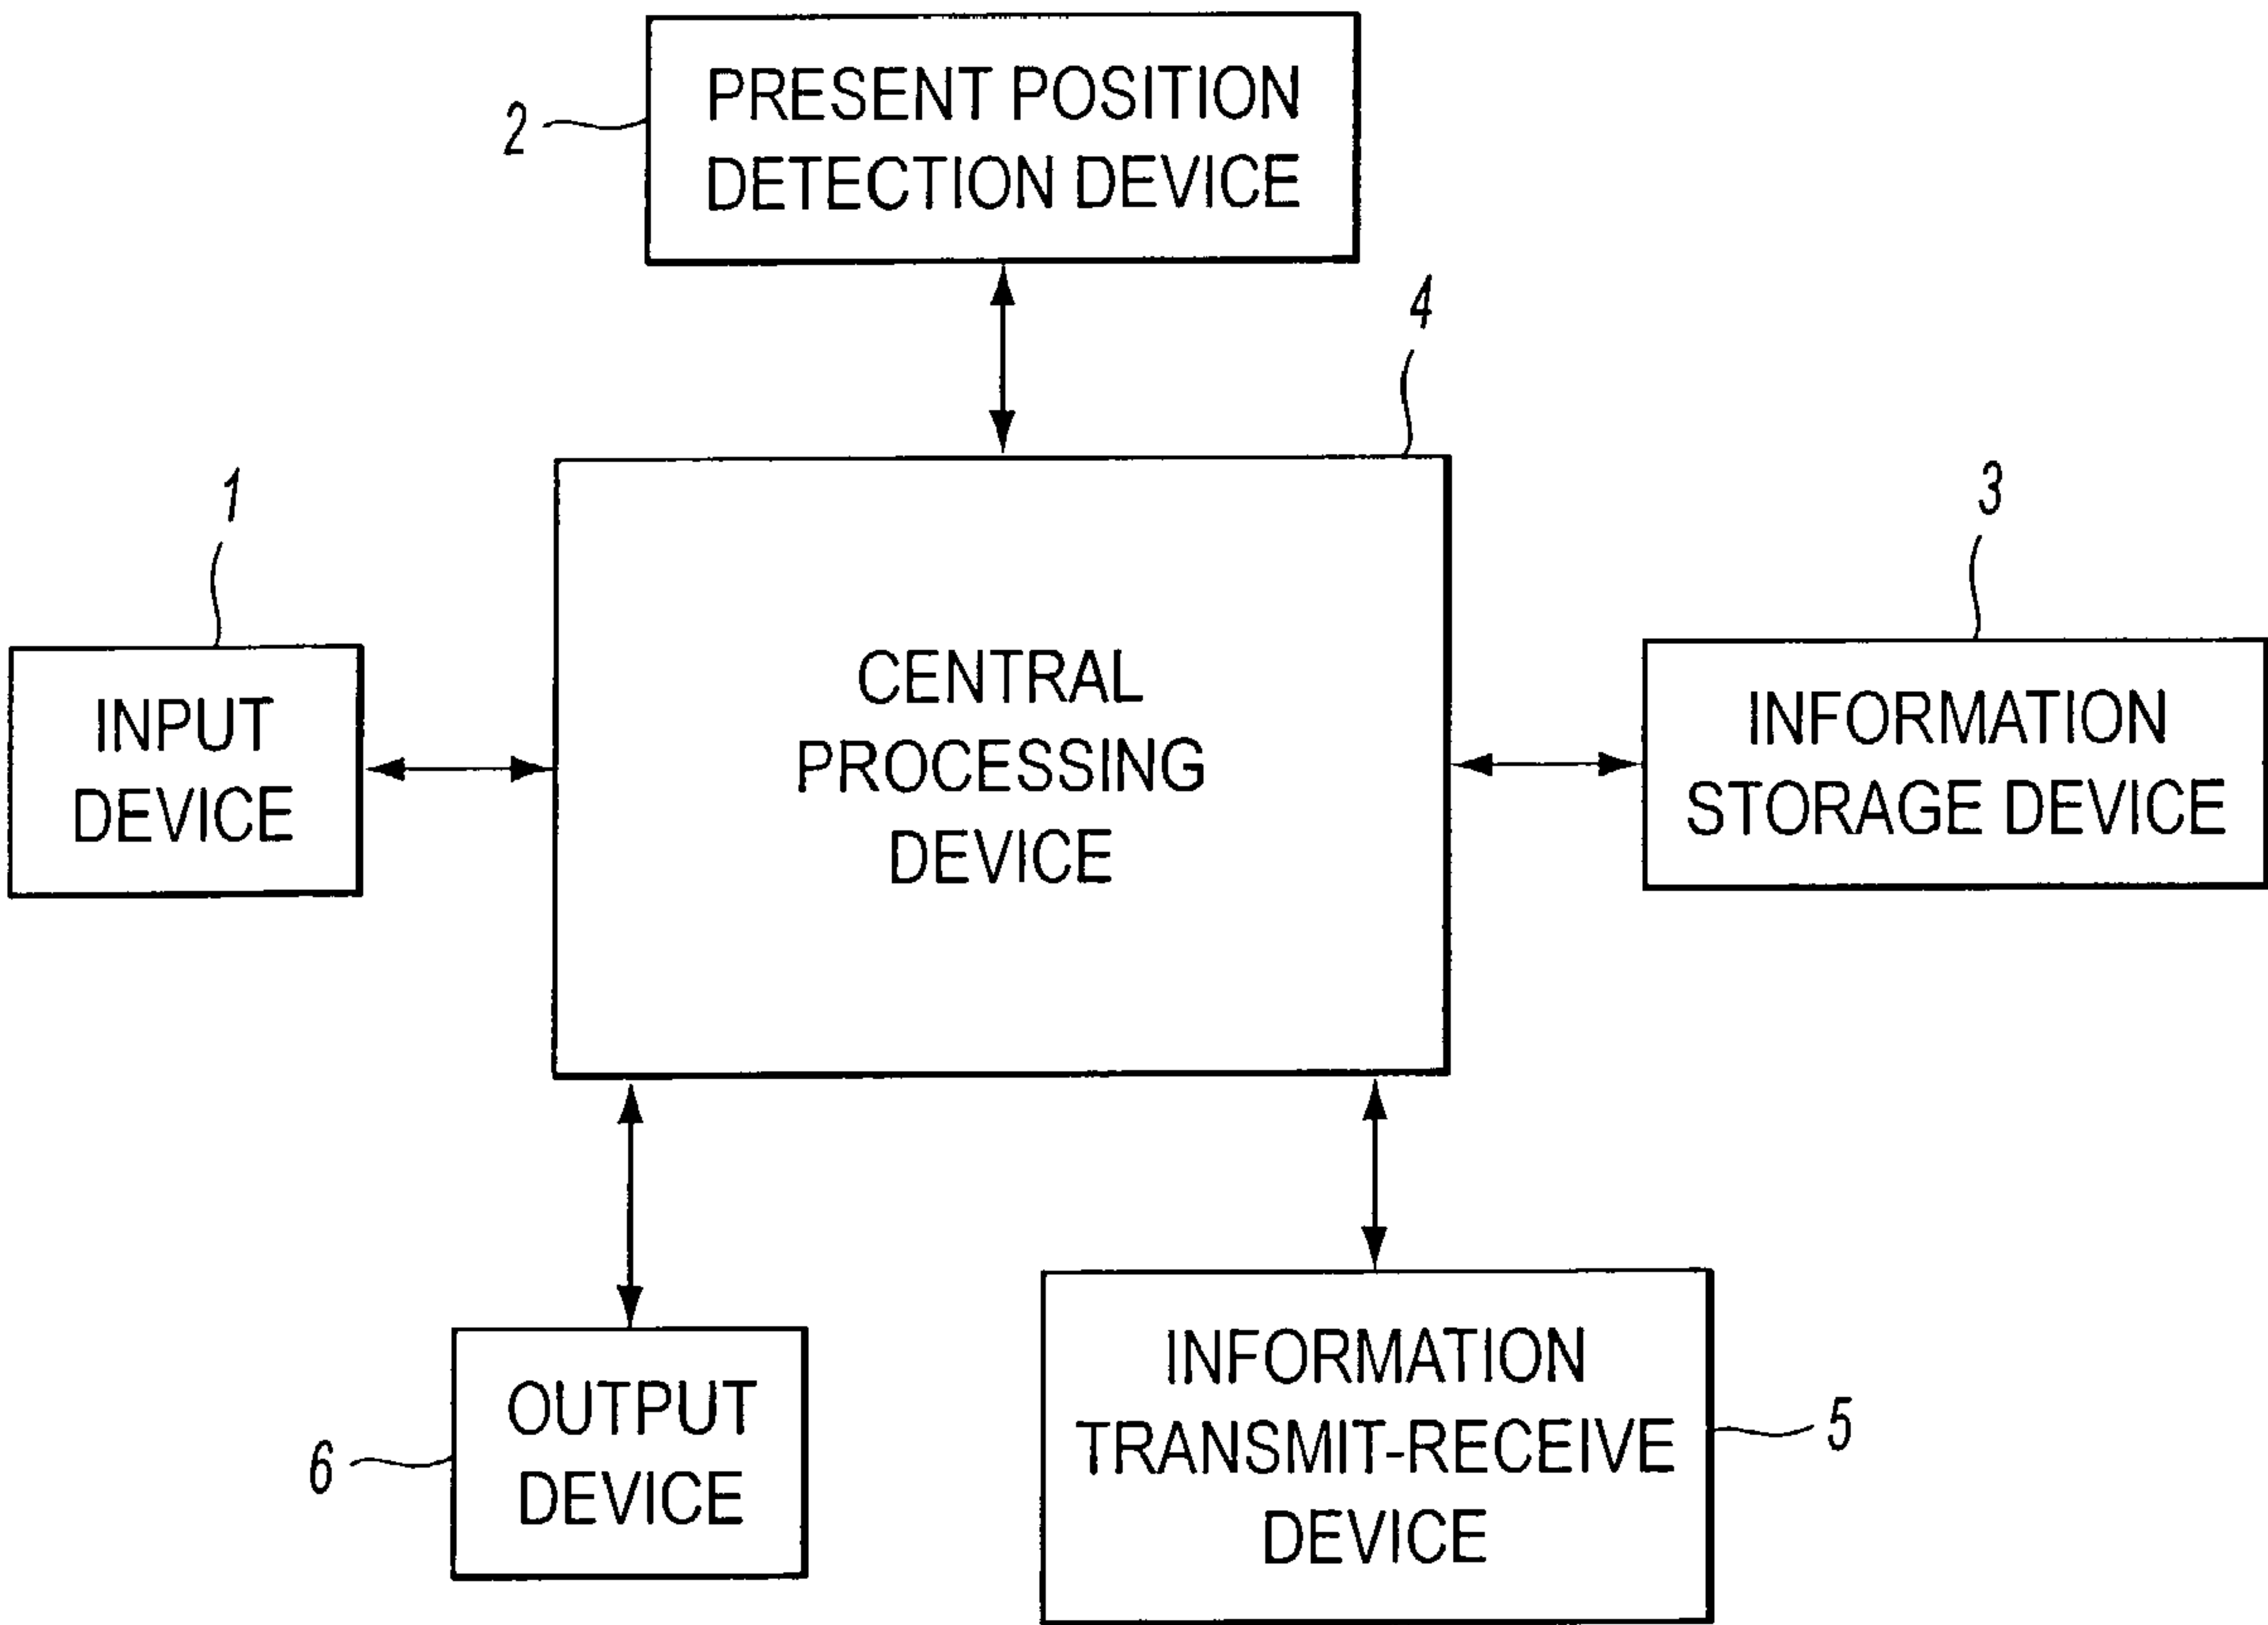 2
PRESENT POSITION
DETECTION DEVICE
4
1
3
INPUT
DEVICE
CENTRAL
PROCESSING
DEVICE
INFORMATION
STORAGE DEVICE
6
OUTPUT
DEVICE
INFORMATION
TRANSMIT-RECEIVE
DEVICE
5